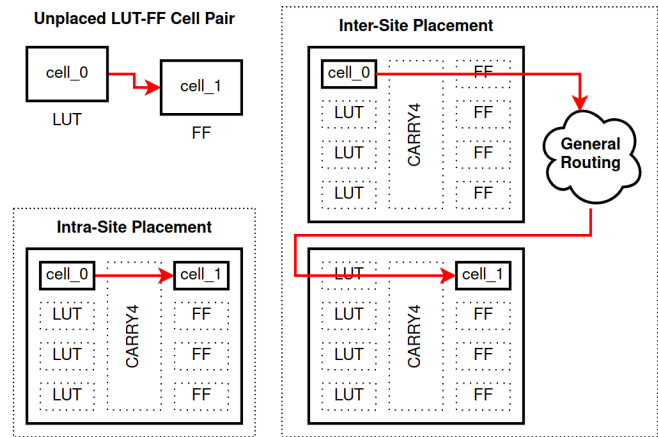 Unplaced LUT-FF Cell Pair
cell_0
cell_1
LUT
FF
Intra-Site Placement
cell_0
cell_1
LUT
FF
LUT
FF
LUT
FF
CARRY4
Inter-Site Placement
cell_0
FF
LUT
FF
LUT
FF
LUT
FF
CARRY4
General
Routing
LUT
cell_1
LUT
FF
LUT
FF
LUT
FF
CARRY4